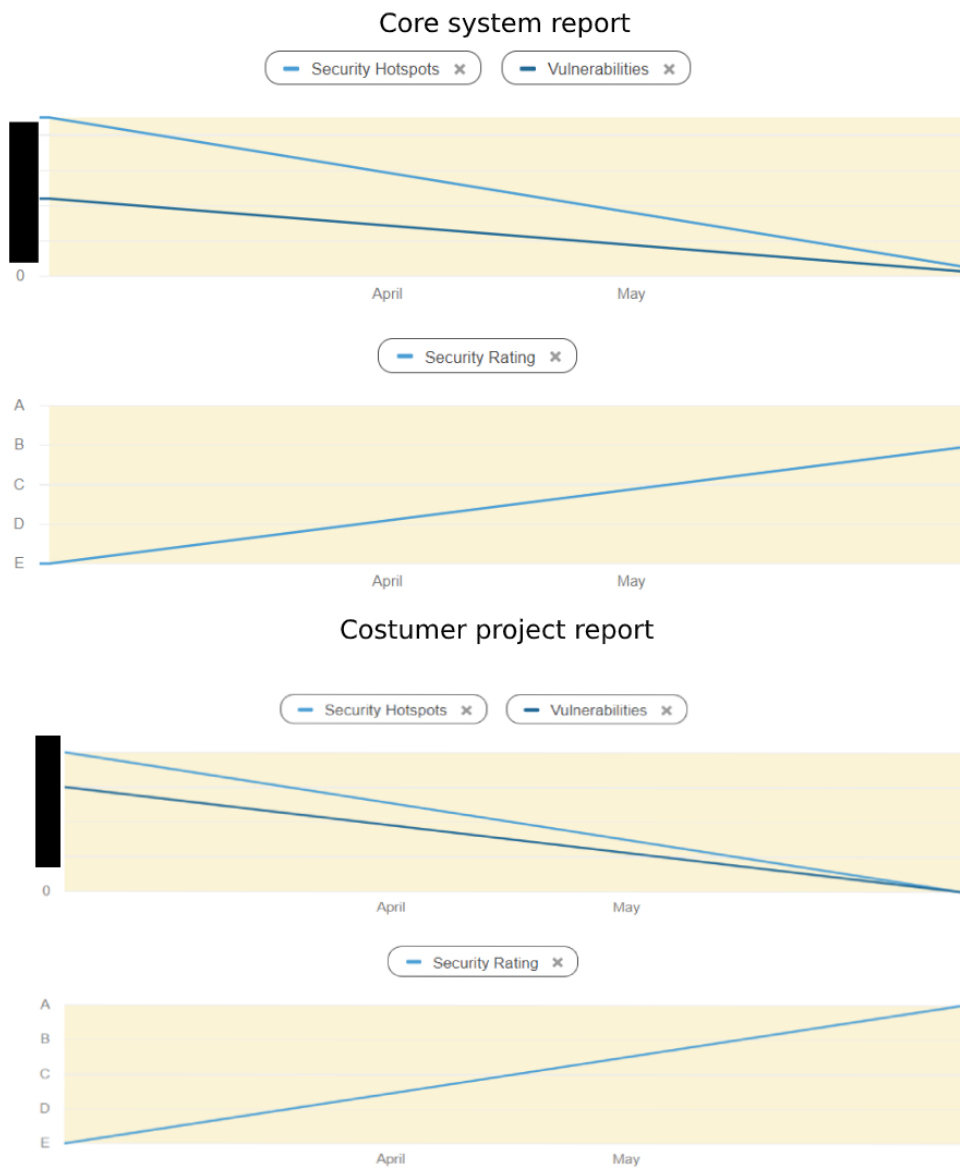 Core system report
Security Hotspots × Vulnerabilities ×
0
April May
Security Rating ×
A
B
C
D
E
April May
Costumer project report
Security Hotspots × Vulnerabilities ×
0
April May
Security Rating ×
A
B
C
D
E
April May